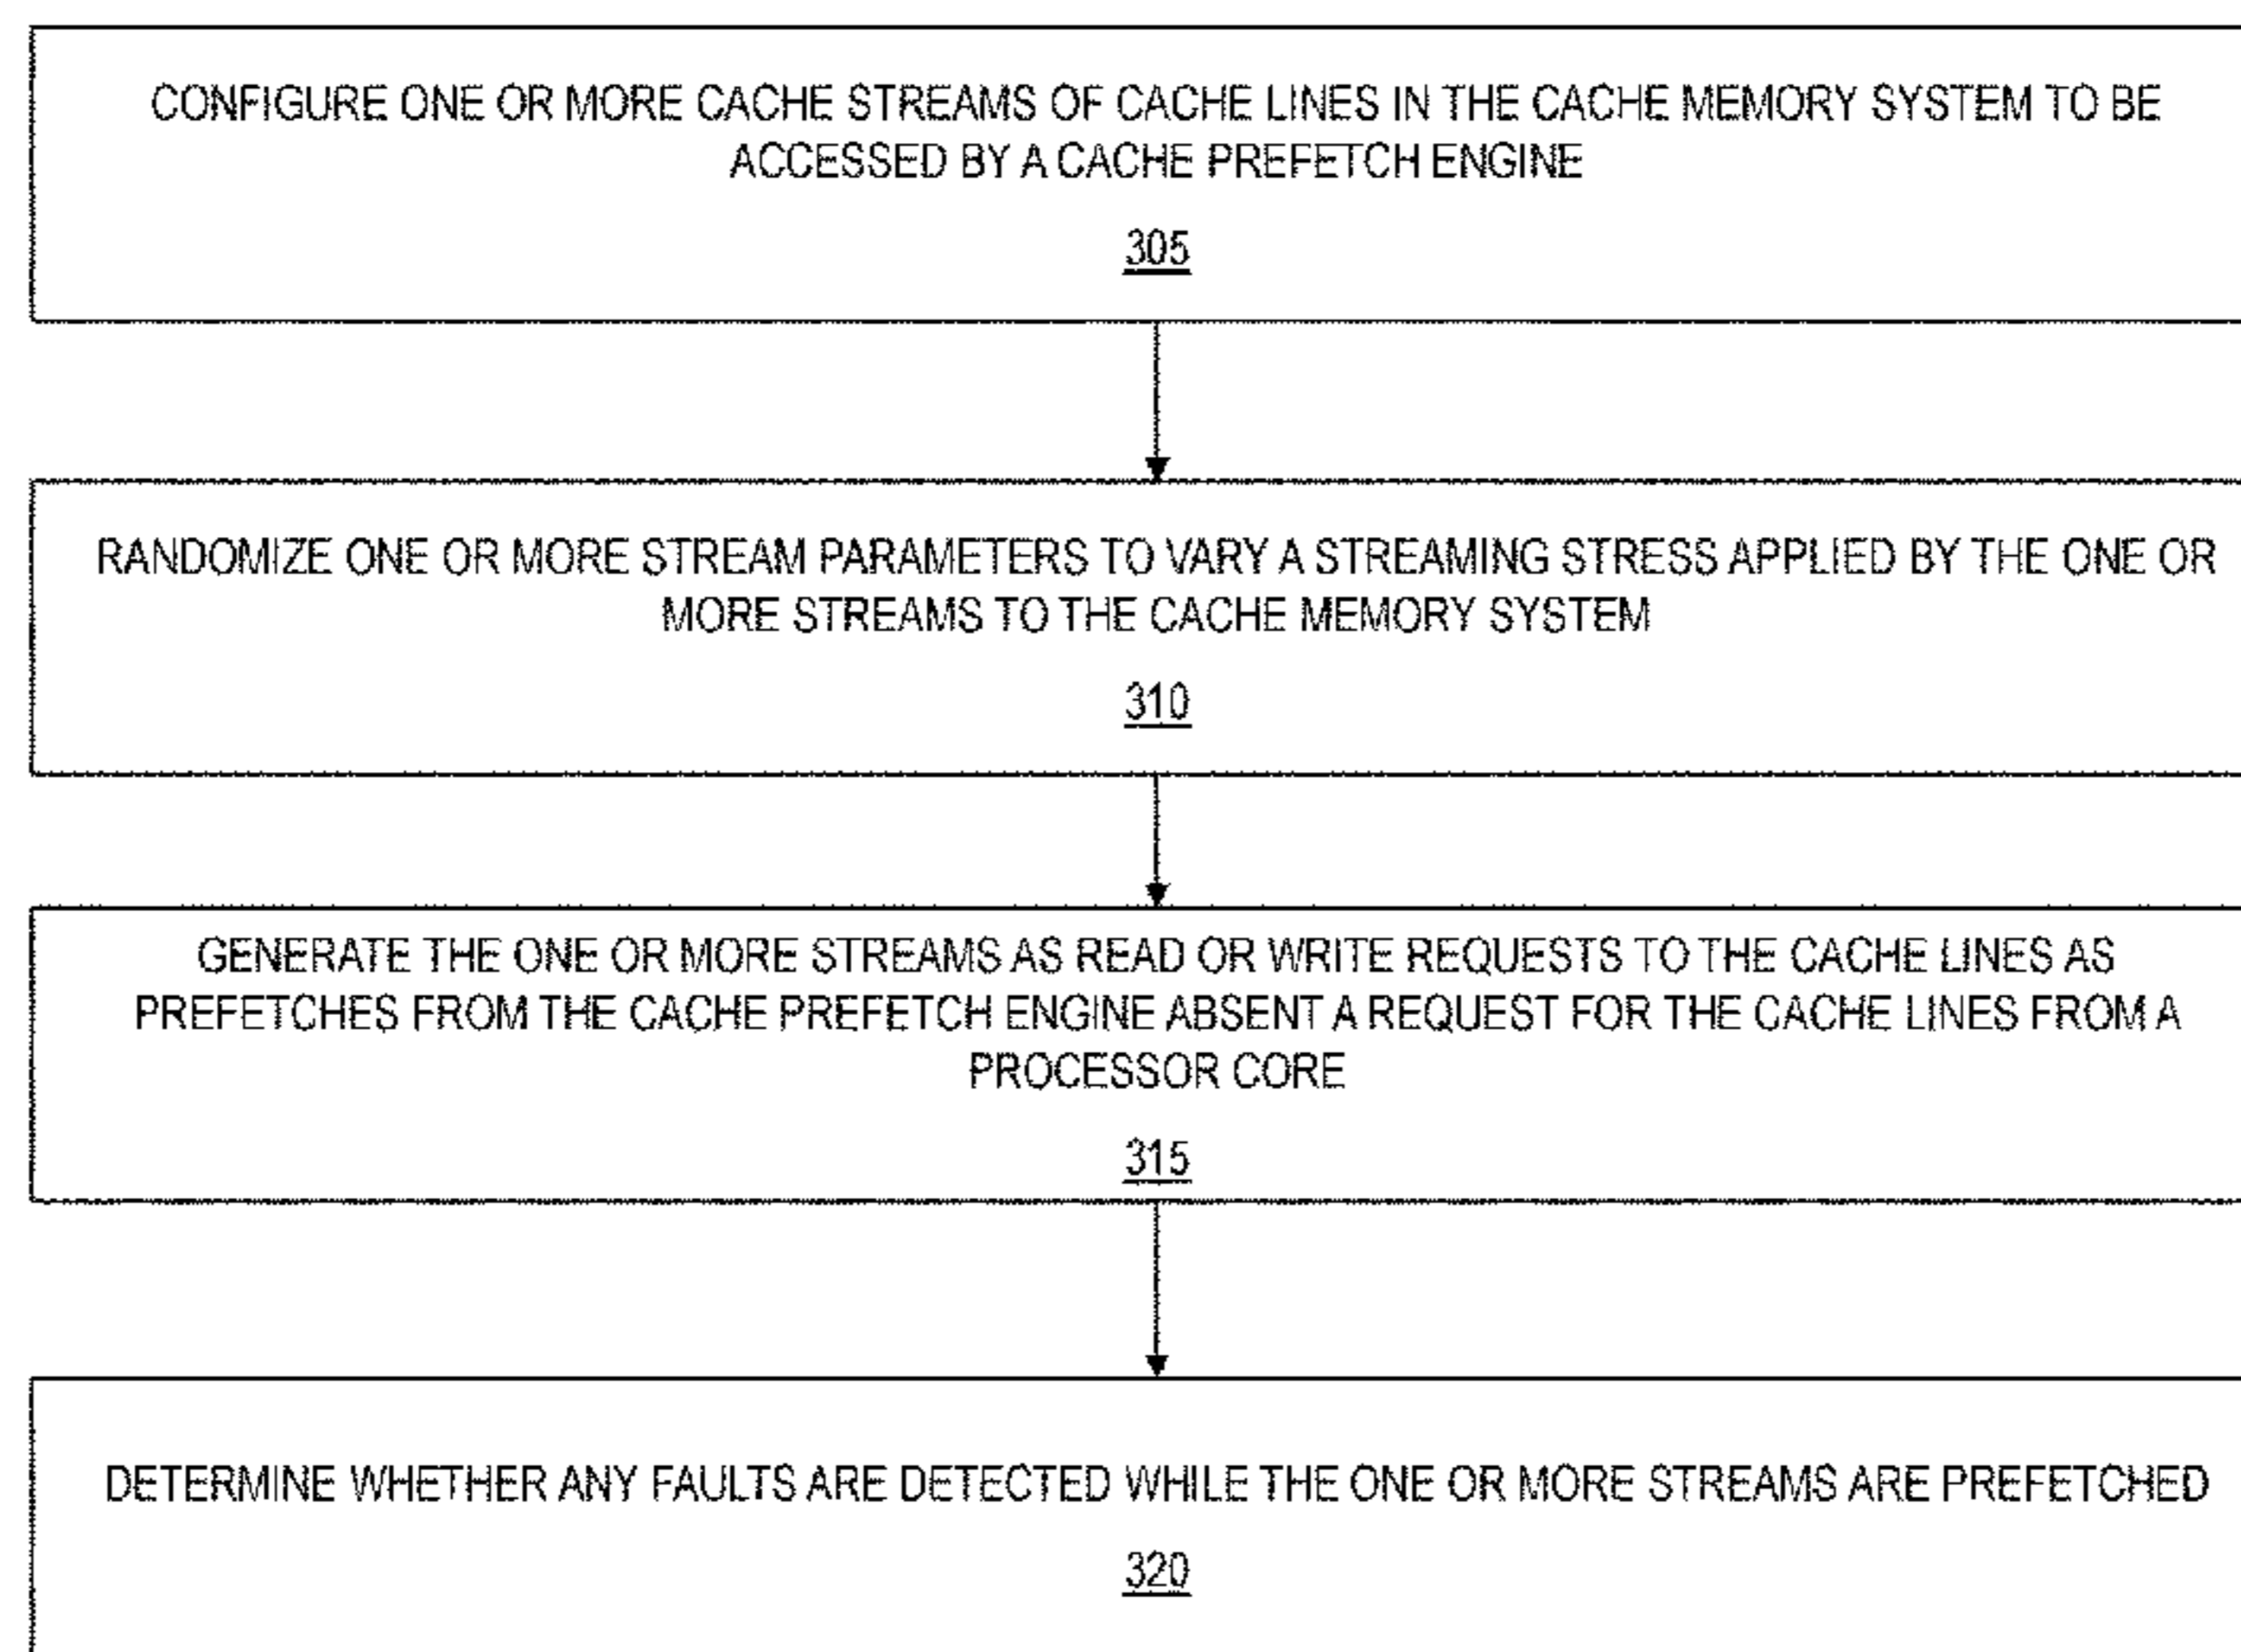 CONFIGURE ONE OR MORE CACHE STREAMS OF CACHE LINES IN THE CACHE MEMORY SYSTEM TO BE
ACCESSED BY A CACHE PREFETCH ENGINE
305
RANDOMIZE ONE OR MORE STREAM PARAMETERS TO VARY A STREAMING STRESS APPLIED BY THE ONE OR
MORE STREAMS TO THE CACHE MEMORY SYSTEM
310
GENERATE THE ONE OR MORE STREAMS AS READ OR WRITE REQUESTS TO THE CACHE LINES AS
PREFETCHES FROM THE CACHE PREFETCH ENGINE ABSENT A REQUEST FOR THE CACHE LINES FROM A
PROCESSOR CORE
315
DETERMINE WHETHER ANY FAULTS ARE DETECTED WHILE THE ONE OR MORE STREAMS ARE PREFETCHED
320